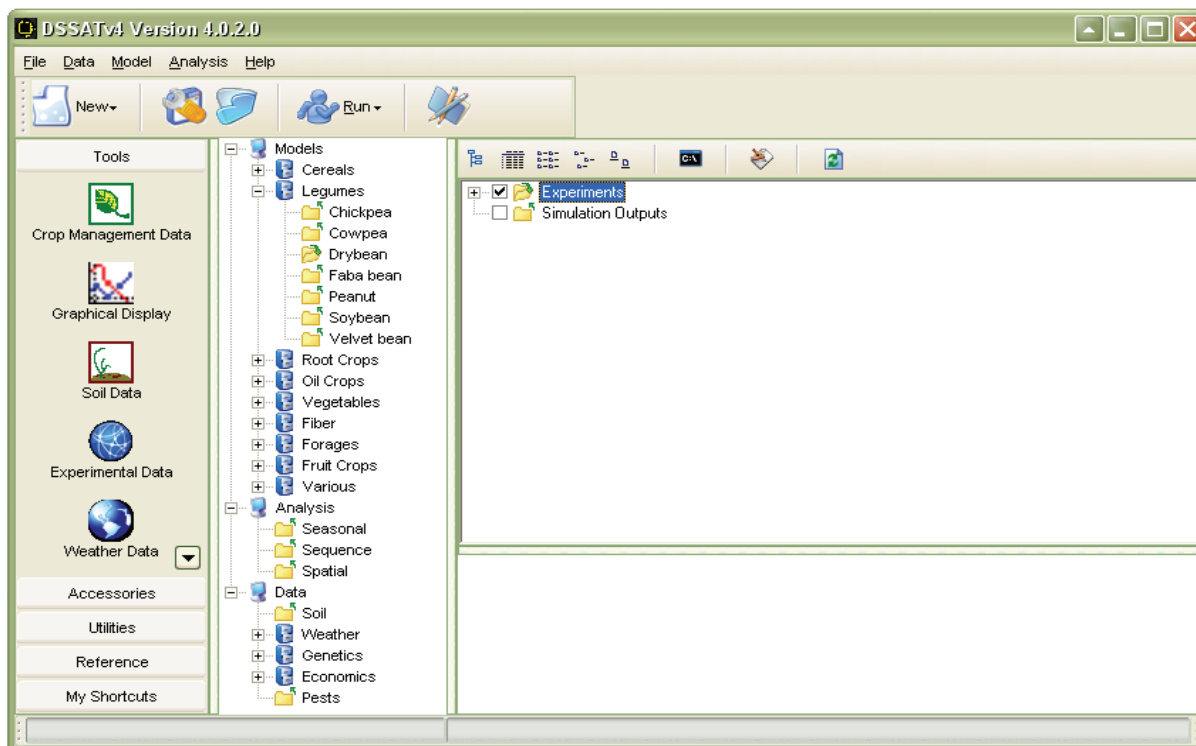 DSSATv4 Version 4.0.2.0
File Data Model Analysis Help
New
Run
Tools
Crop Management Data
Graphical Display
Soil Data
Experimental Data
Weather Data
Accessories
Utilities
Reference
My Shortcuts
Models
Cereals
Legumes
Chickpea
Cowpea
Drybean
Faba bean
Peanut
Soybean
Velvet bean
Root Crops
Oil Crops
Vegetables
Fiber
Forages
Fruit Crops
Various
Analysis
Seasonal
Sequence
Spatial
Data
Soil
Weather
Genetics
Economics
Pests
C:\
Experiments
Simulation Outputs